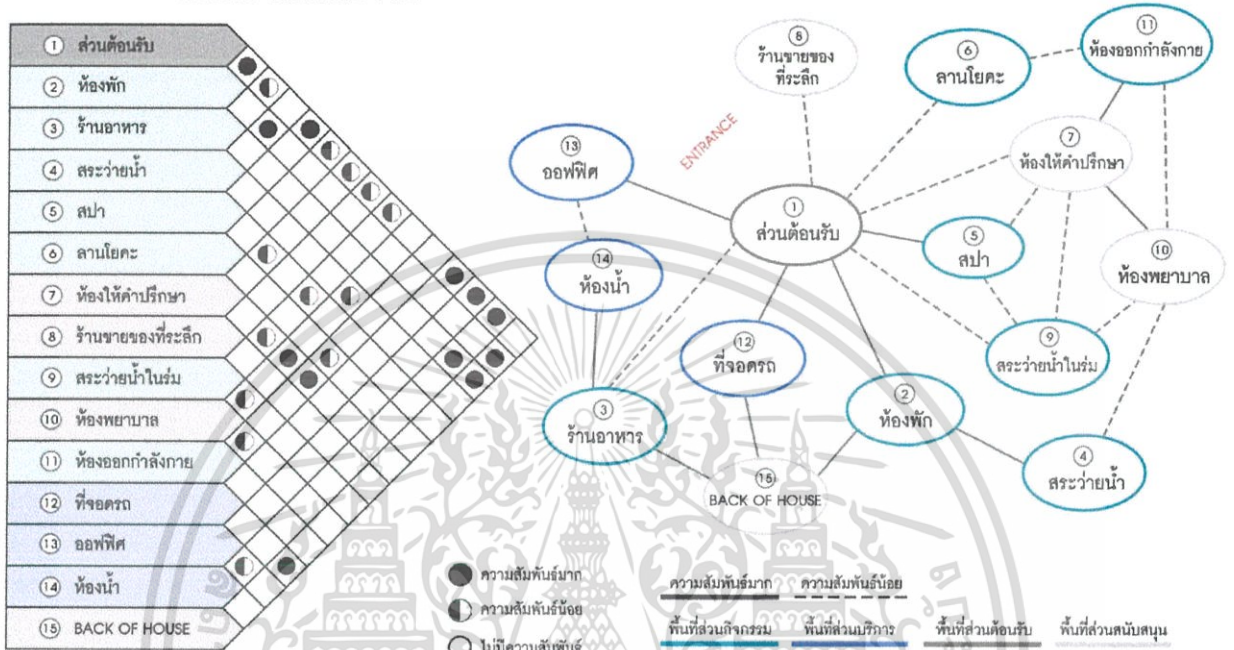 ① ส่วนต้อนรับ
② ห้องพัก
③ ร้านอาหาร
④ สระว่ายน้ำ
⑤ สปา
⑥ ลานโยคะ
⑦ ห้องให้คำปรึกษา
⑧ ร้านขายของที่ระลึก
⑨ สระว่ายน้ำในร่ม
⑩ ห้องพยาบาล
⑪ ห้องออกกำลังกาย
⑫ ที่จอดรถ
⑬ ออฟฟิศ
⑭ ห้องน้ำ
⑮ BACK OF HOUSE
⑧
ร้านขายของ
ที่ระลึก
⑥
ลานโยคะ
⑪
ห้องออกกำลังกาย
ENTRANCE
⑬
ออฟฟิศ
⑦
ห้องให้คำปรึกษา
①
ส่วนต้อนรับ
⑤
สปา
⑩
ห้องพยาบาล
⑭
ห้องน้ำ
⑫
ที่จอดรถ
⑨
สระว่ายน้ำในร่ม
③
ร้านอาหาร
②
ห้องพัก
④
สระว่ายน้ำ
⑮
BACK OF HOUSE
ความสัมพันธ์มาก
ความสัมพันธ์น้อย
ไม่มีความสัมพันธ์
ความสัมพันธ์มาก ความสัมพันธ์น้อย
พื้นที่ส่วนกิจกรรม พื้นที่ส่วนบริการ พื้นที่ส่วนต้อนรับ พื้นที่ส่วนสนับสนุน